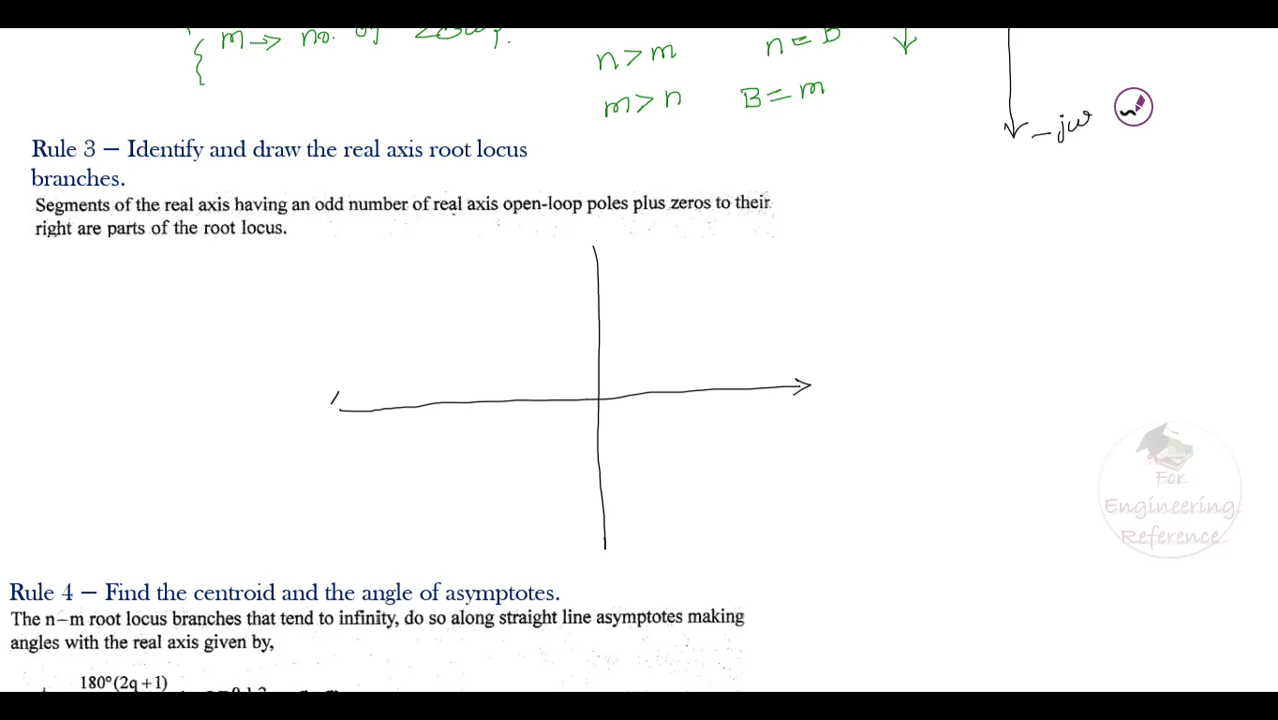 m → no. of
n > m n = B
m > n B = m
- jω
Rule 3 – Identify and draw the real axis root locus
branches.
Segments of the real axis having an odd number of real axis open-loop poles plus zeros to their
right are parts of the root locus.
For
Engineering
Reference
Rule 4 – Find the centroid and the angle of asymptotes.
The n−m root locus branches that tend to infinity, do so along straight line asymptotes making
angles with the real axis given by,
180°(2q+1)